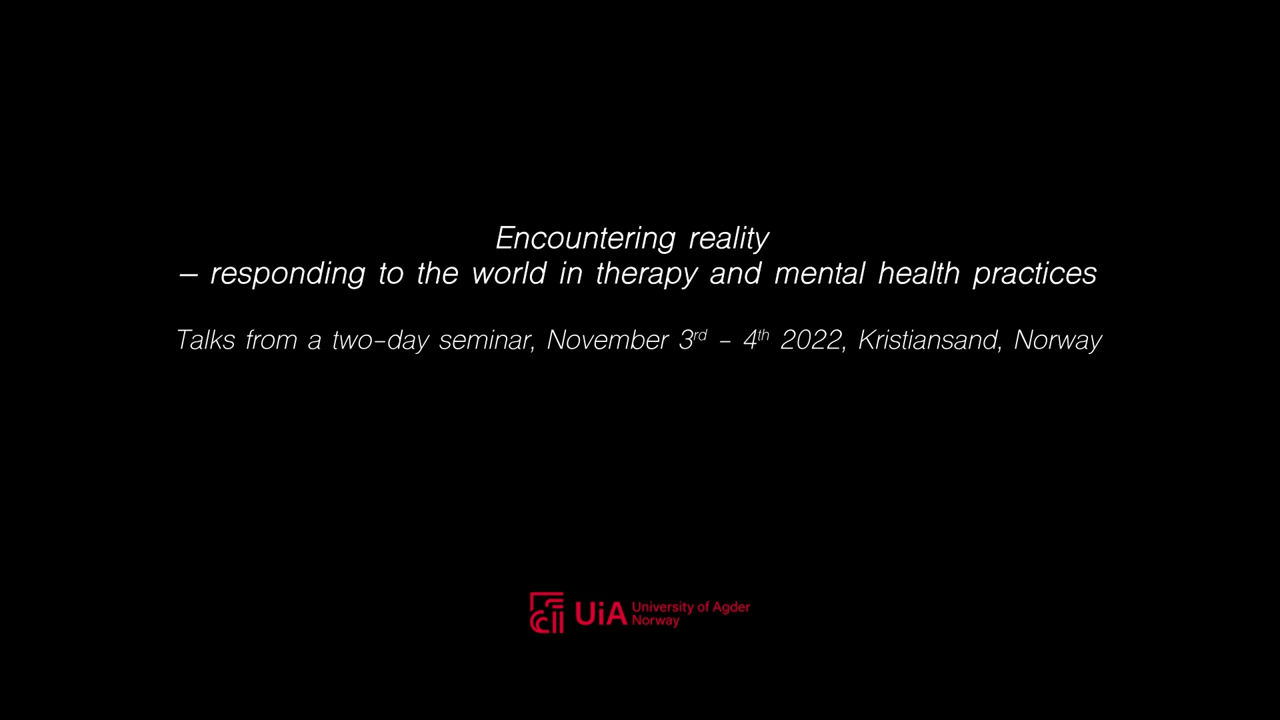 Encountering reality
– responding to the world in therapy and mental health practices
Talks from a two-day seminar, November 3rd - 4th 2022, Kristiansand, Norway
UiA University of Agder
Norway